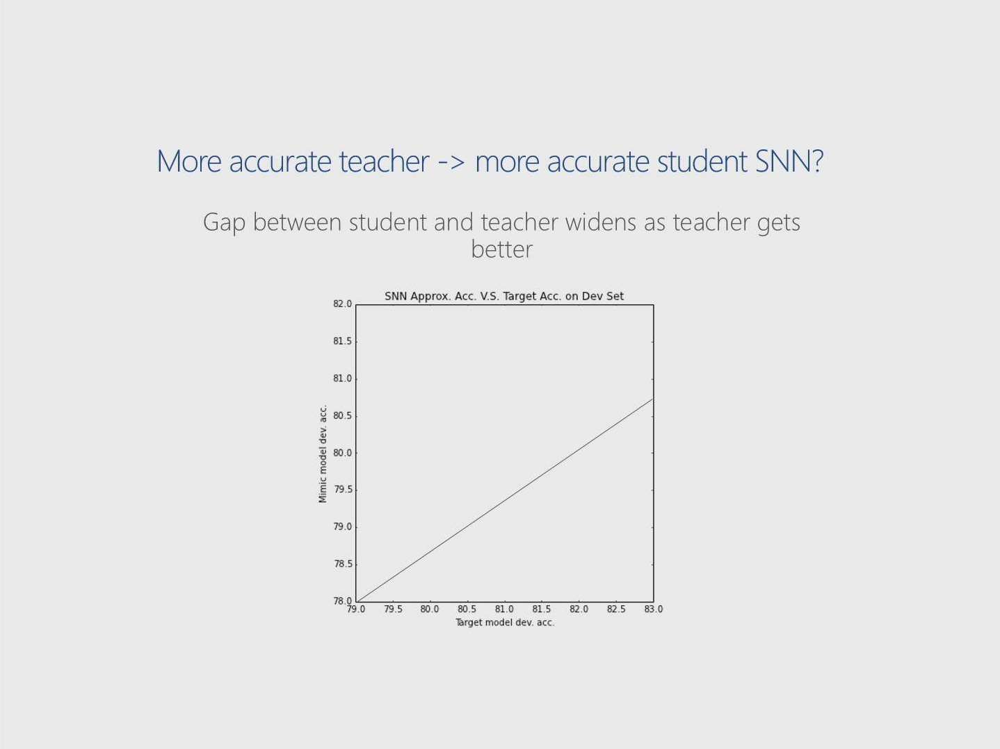 More accurate teacher -> more accurate student SNN?
Gap between student and teacher widens as teacher gets
better
SNN Approx. Acc. V.S. Target Acc. on Dev Set
82.0
81.5
81.0
80.5
80.0
79.5
79.0
78.5
78.0
Mimic model dev. acc.
79.0 79.5 80.0 80.5 81.0 81.5 82.0 82.5 83.0
Target model dev. acc.